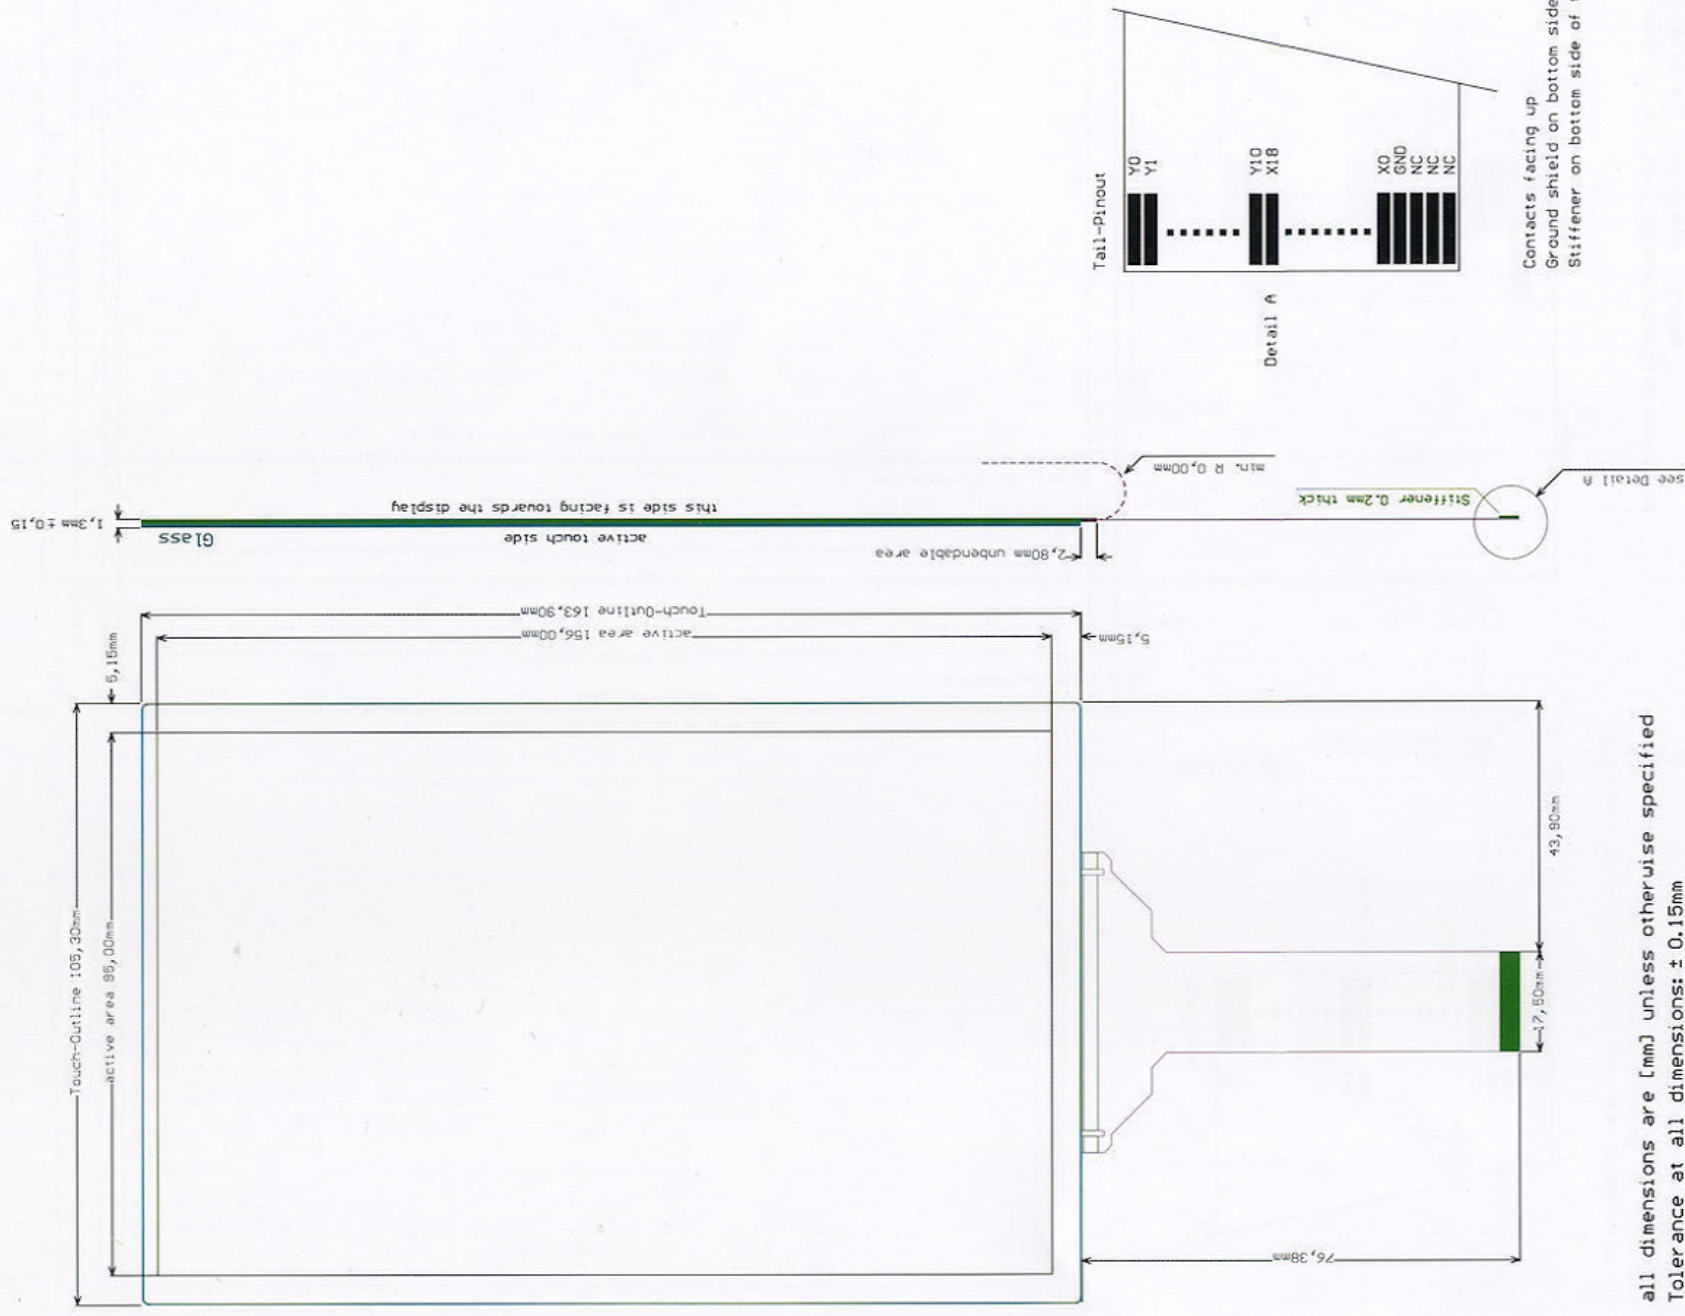 Tail-Pinout
Y0
Y1
Y10
X18
X0
GND
NC
NC
NC
Detail A
Contacts facing up
Ground shield on bottom side
Stiffener on bottom side of
1,3mm ± 0,15
Glass
this side is facing towards the display
active touch side
2,80mm unbendable area
min. R 0,00mm
Stiffener 0.2mm thick
see Detail A
Touch-Outline 163,90mm
active area 156,00mm
5,15mm
5,15mm
Touch-Outline 105,30mm
active area 95,00mm
43,90mm
17,50mm
76,38mm
all dimensions are [mm] unless otherwise specified
Tolerance at all dimensions: ± 0.15mm